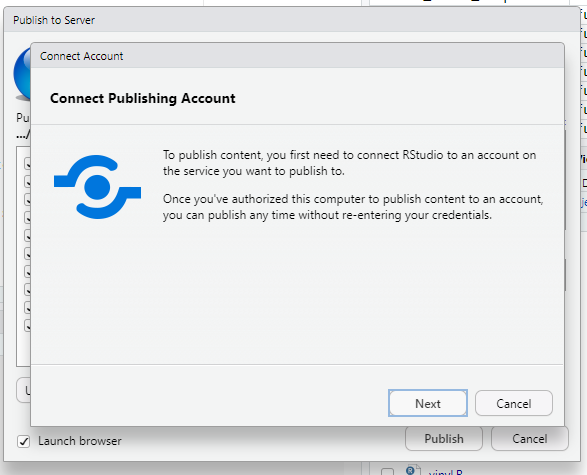 Publish to Server
Connect Account
Connect Publishing Account
To publish content, you first need to connect RStudio to an account on
the service you want to publish to.
Once you've authorized this computer to publish content to an account,
you can publish any time without re-entering your credentials.
Next
Cancel
Launch browser
Publish
Cancel
vinyl.R